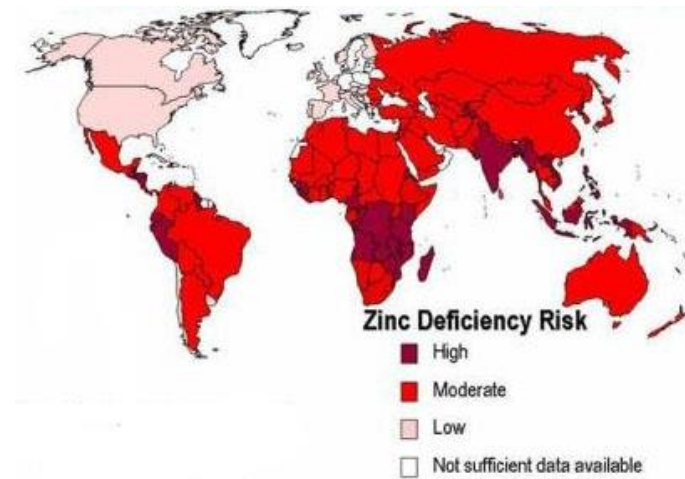 Zinc Deficiency Risk
High
Moderate
Low
Not sufficient data available